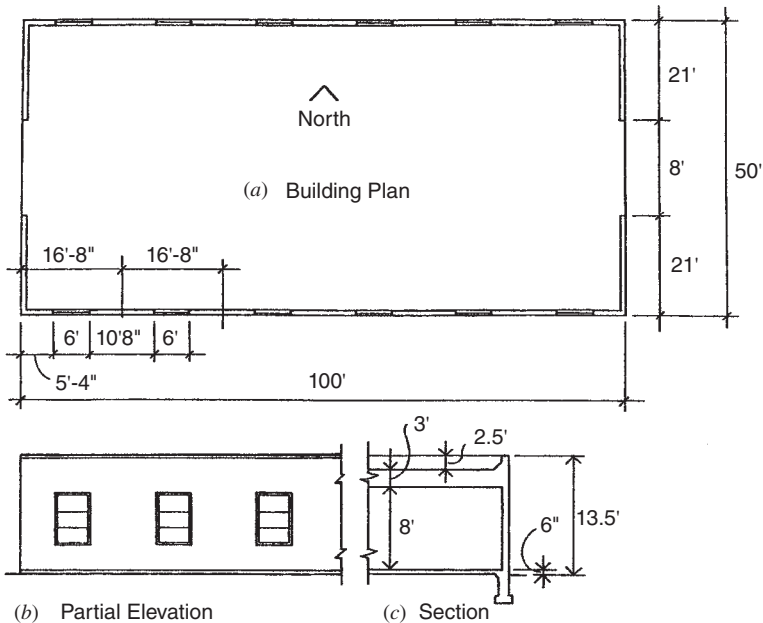 21'
North
8'
50'
(a) Building Plan
16'-8" 16'-8"
21'
6' 10'8" 6'
5'-4"
100'
3'
2.5'
8'
6"
13.5'
(b) Partial Elevation
(c) Section